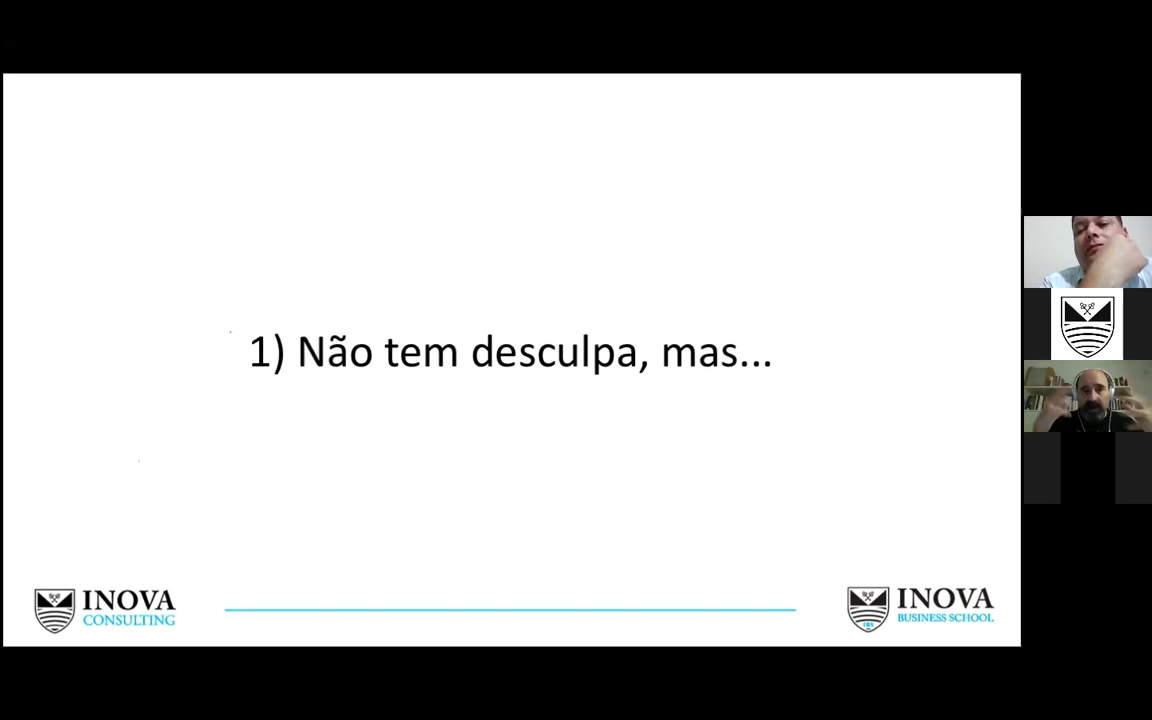 1) Não tem desculpa, mas...
INOVA
CONSULTING
INOVA
BUSINESS SCHOOL